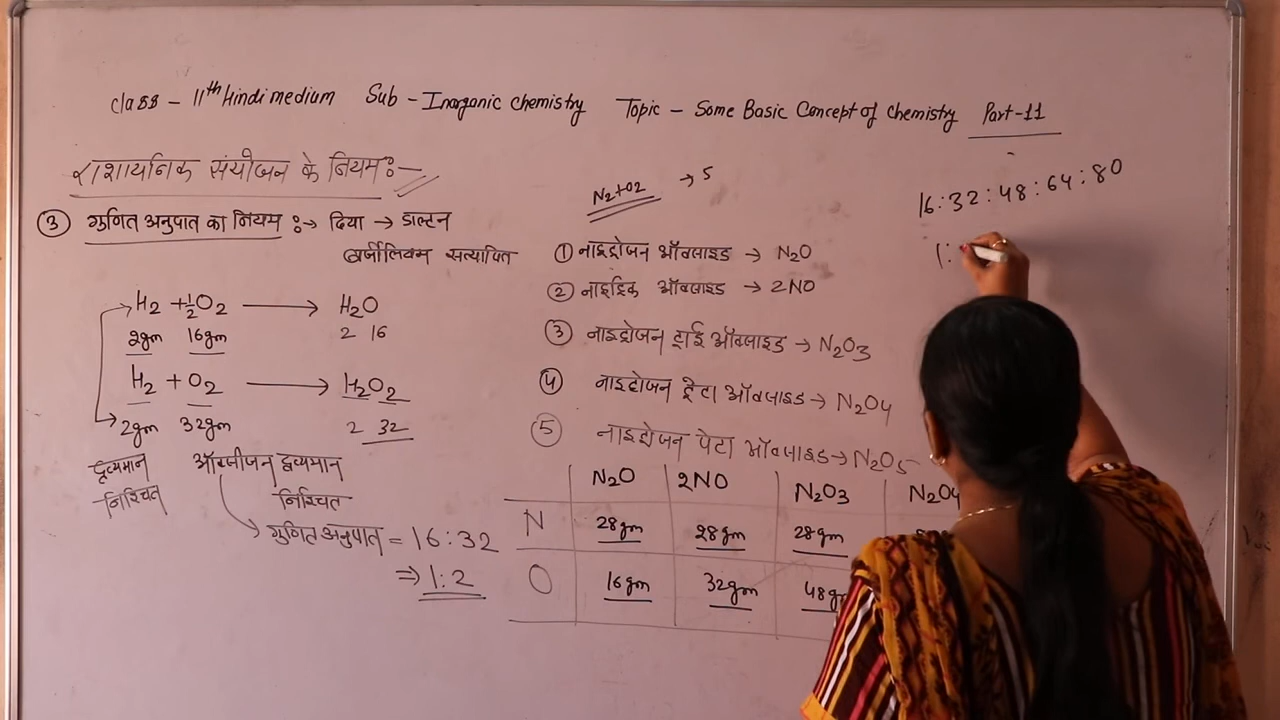 Class - 11th Hindi medium Sub - Inorganic Chemistry Topic - Some Basic Concept of Chemistry Part-11
राशायनिक संयोजन के नियम:-
③ गुणित अनुपात का नियम :→ दिया → डाल्टन
बर्जीलियम सत्यापित
H2 + 1/2 O2 ⟶ H2O
2gm 16gm 2 16
H2 + O2 ⟶ H2O2
2gm 32gm 2 32
द्रव्यमान ऑक्सीजन द्रव्यमान
निश्चित निश्चित
गुणित अनुपात = 16:32
⇒ 1:2
N2+O2 → 5
① नाइट्रोजन ऑक्साइड → N2O
② नाइट्रिक ऑक्साइड → 2NO
③ नाइट्रोजन ट्राई ऑक्साइड → N2O3
④ नाइट्रोजन टेटा ऑक्साइड → N2O4
⑤ नाइट्रोजन पेटा ऑक्साइड → N2O5
N2O 2NO N2O3 N2O4
N 28gm 28gm 28gm
O 16gm 32gm 48gm
16:32:48:64:80
1: